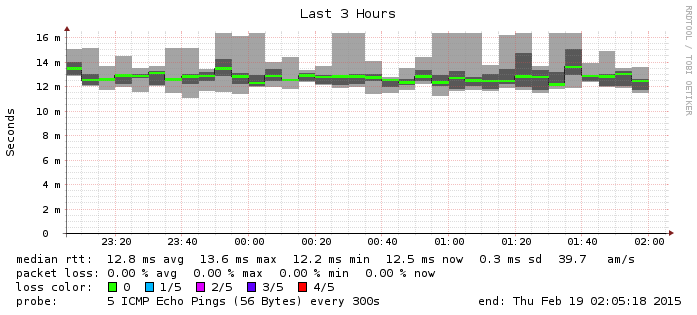 Last 3 Hours
RRDTOOL / TOBI OETIKER
Seconds
16 m
14 m
12 m
10 m
8 m
6 m
4 m
2 m
0
23:20 23:40 00:00 00:20 00:40 01:00 01:20 01:40 02:00
median rtt: 12.8 ms avg 13.6 ms max 12.2 ms min 12.5 ms now 0.3 ms sd 39.7 am/s
packet loss: 0.00 % avg 0.00 % max 0.00 % min 0.00 % now
loss color: 0 1/5 2/5 3/5 4/5
probe: 5 ICMP Echo Pings (56 Bytes) every 300s end: Thu Feb 19 02:05:18 2015